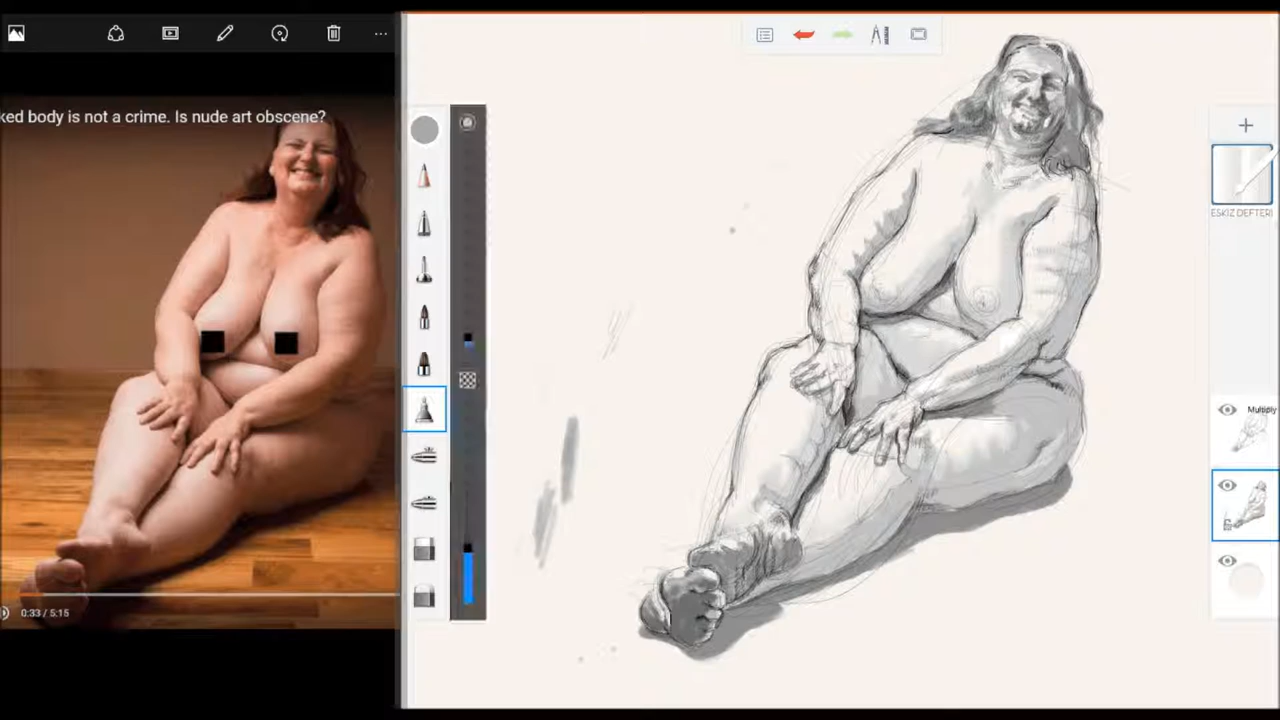 ked body is not a crime. Is nude art obscene?
ESKIZ DEFTERI
Multiply
0:33 / 5:15